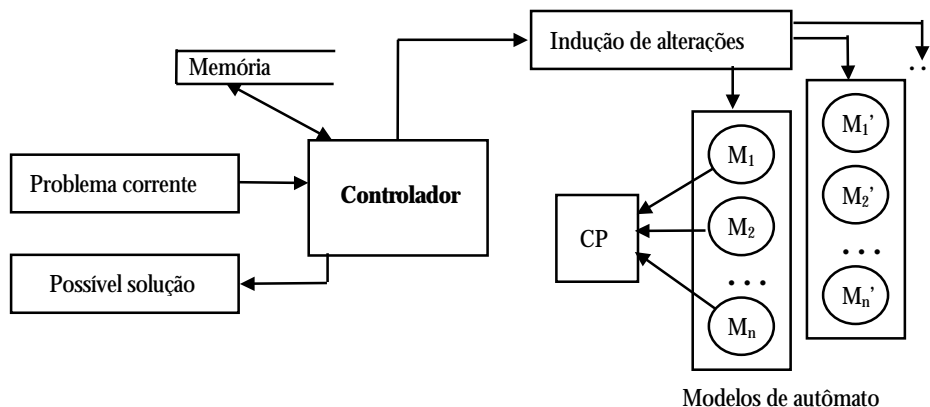 Indução de alterações
Memória
. .
M1'
M1
Problema corrente
Controlador
M2'
CP
M2
. . .
Possível solução
. . .
Mn'
Mn
Modelos de autômato